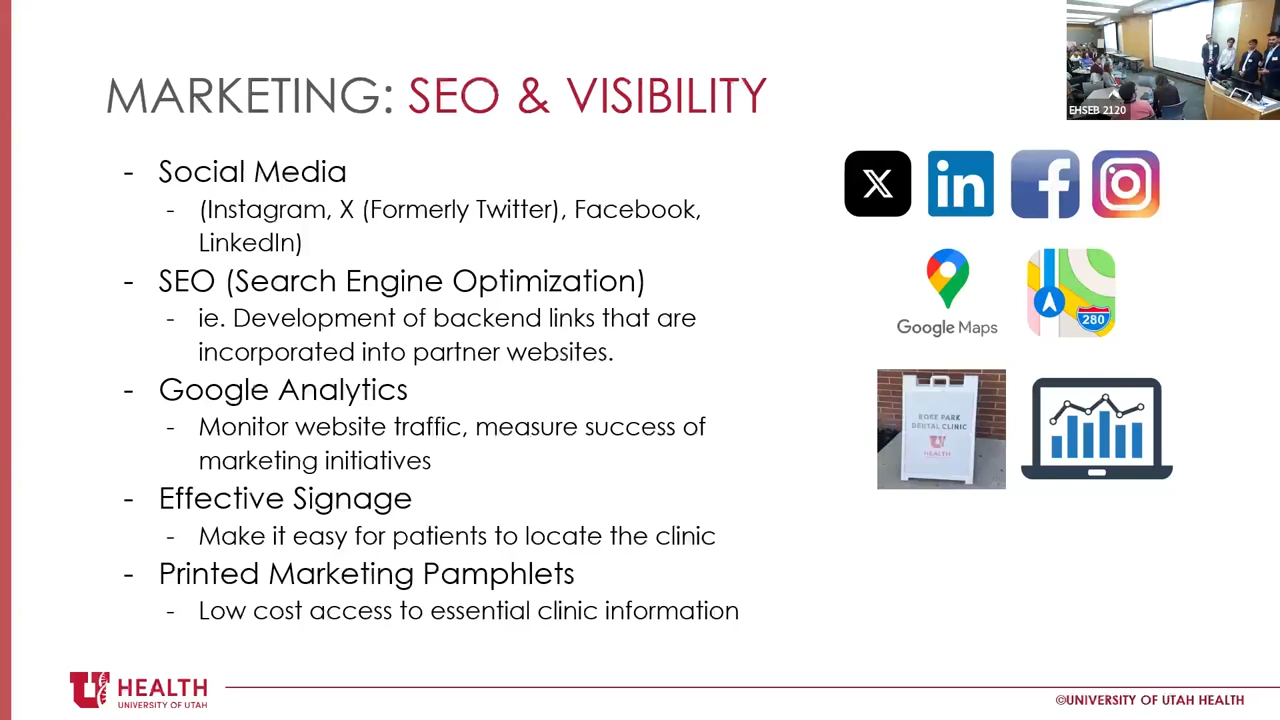 EHSEB 2120
MARKETING: SEO & VISIBILITY
- Social Media
- (Instagram, X (Formerly Twitter), Facebook,
LinkedIn)
- SEO (Search Engine Optimization)
- ie. Development of backend links that are
incorporated into partner websites.
- Google Analytics
- Monitor website traffic, measure success of
marketing initiatives
- Effective Signage
- Make it easy for patients to locate the clinic
- Printed Marketing Pamphlets
- Low cost access to essential clinic information
X
in
f
Google Maps
280
ROSE PARK
DENTAL CLINIC
U
HEALTH
U HEALTH
UNIVERSITY OF UTAH
©UNIVERSITY OF UTAH HEALTH